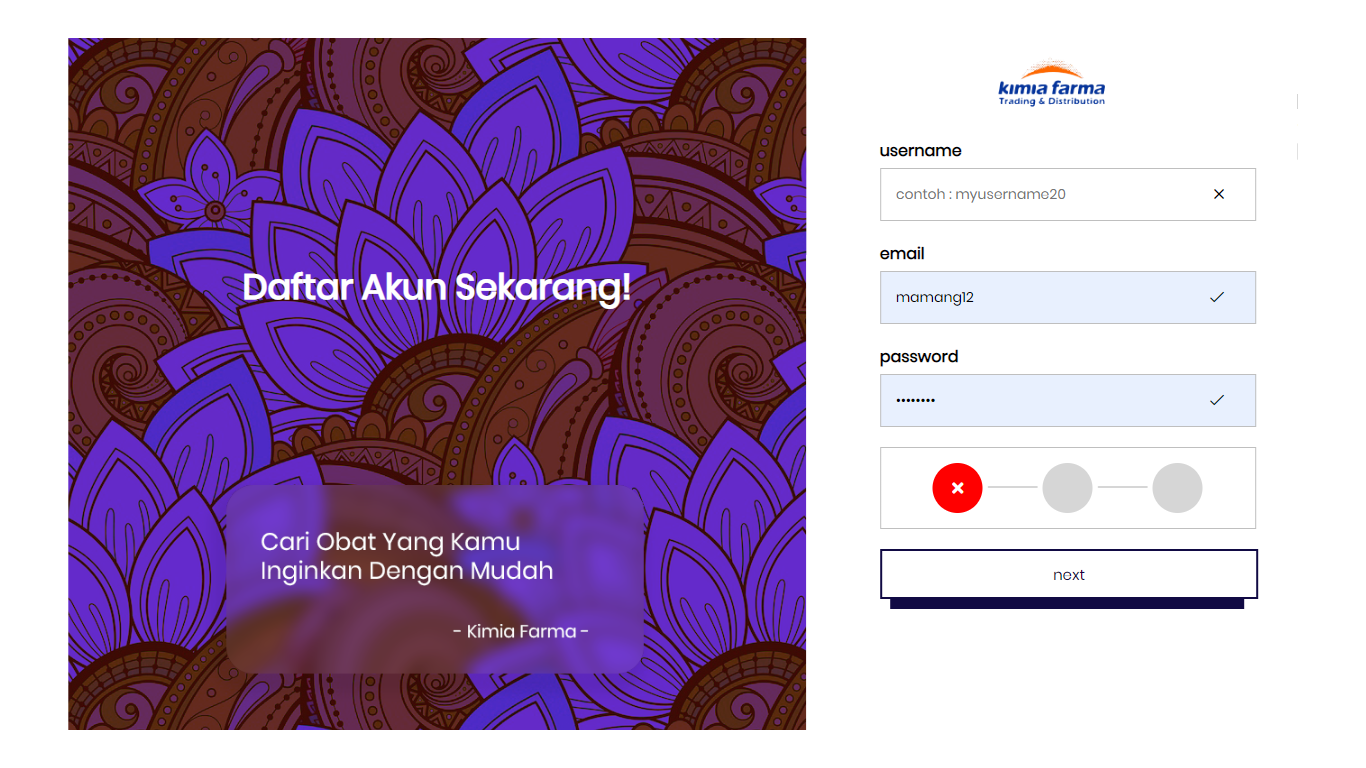 Daftar Akun Sekarang!
Cari Obat Yang Kamu
Inginkan Dengan Mudah
- Kimia Farma -
kimia farma
Trading & Distribution
username
contoh : myusername20
email
mamang12
password
••••••••
next